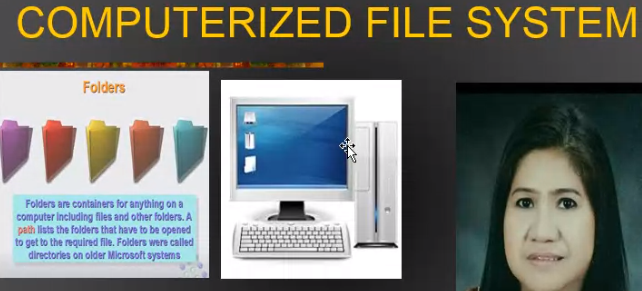 COMPUTERIZED FILE SYSTEM
Folders
Folders are containers for anything on a
computer including files and other folders. A
path lists the folders that have to be opened
to get to the required file. Folders were called
directories on older Microsoft systems